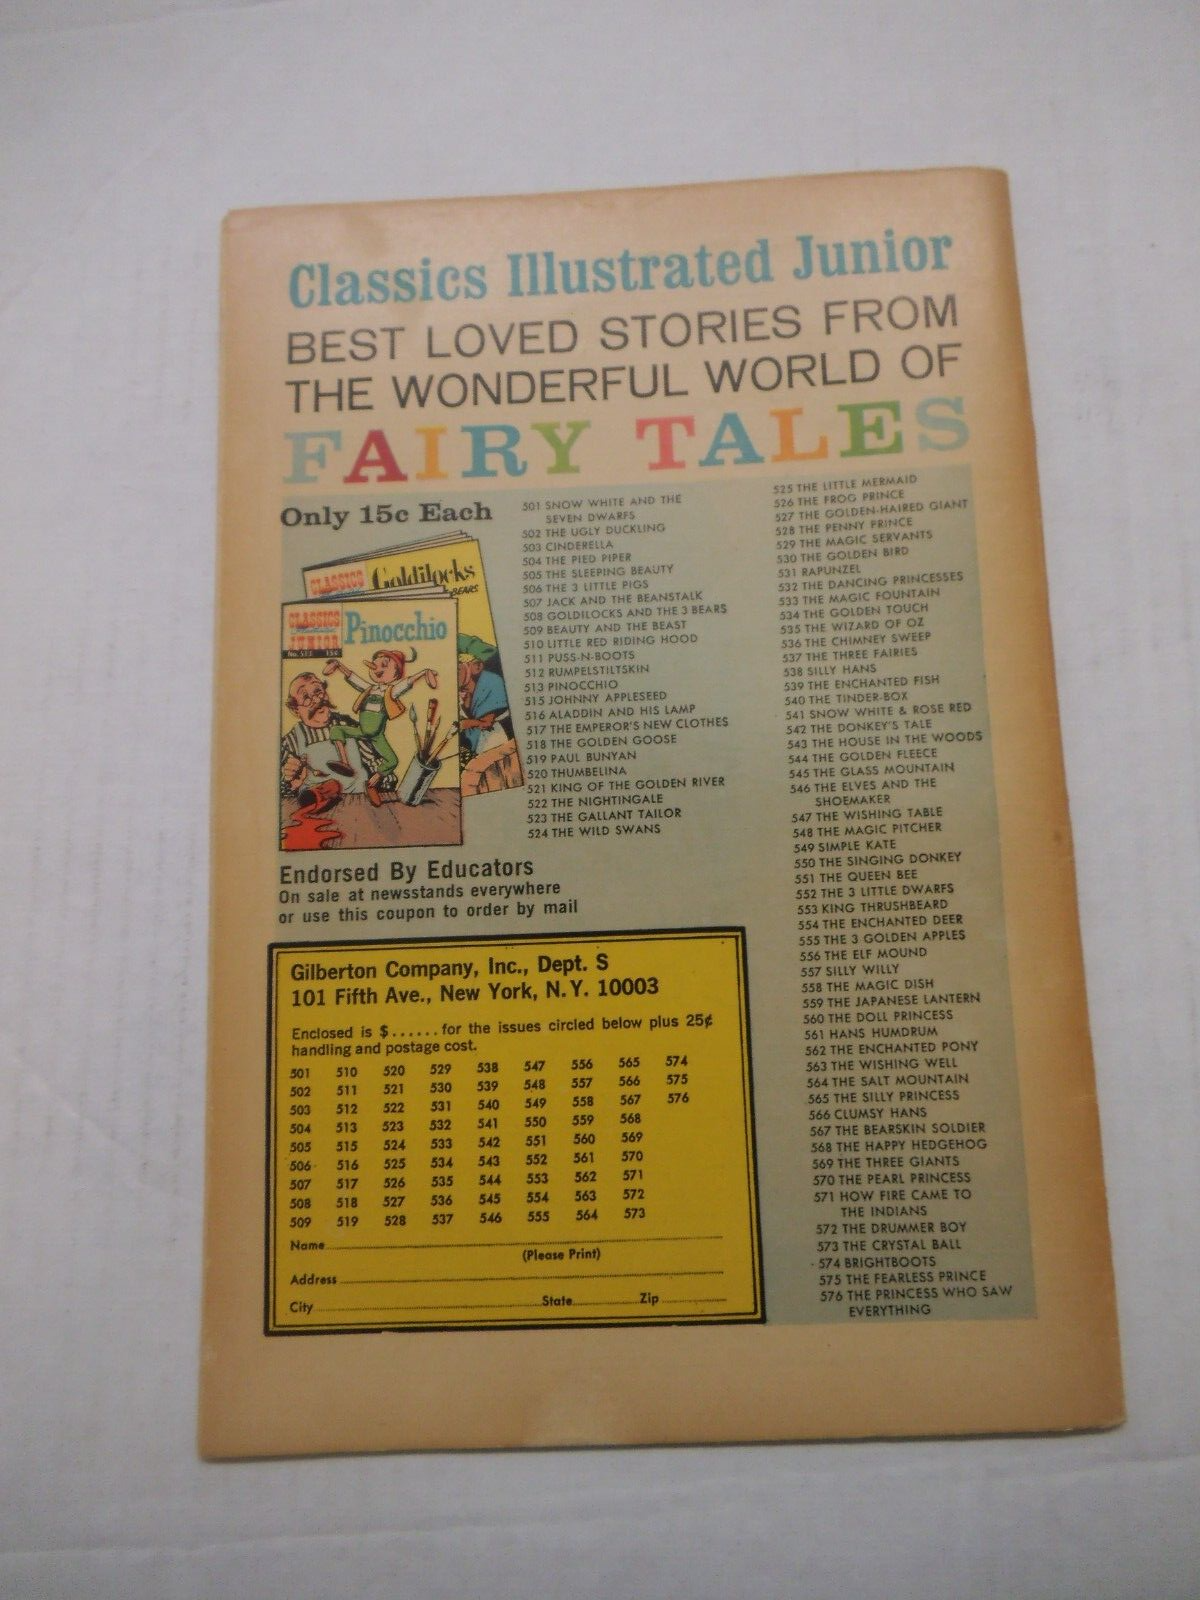 Classics Illustrated Junior
BEST LOVED STORIES FROM
THE WONDERFUL WORLD OF
FAIRY TALES
Only 15c Each
CLASSICS
Goldilocks
BEARS
CLASSICS
Illustrated
JUNIOR
No. 513 15¢
Pinocchio
501 SNOW WHITE AND THE
SEVEN DWARFS
502 THE UGLY DUCKLING
503 CINDERELLA
504 THE PIED PIPER
505 THE SLEEPING BEAUTY
506 THE 3 LITTLE PIGS
507 JACK AND THE BEANSTALK
508 GOLDILOCKS AND THE 3 BEARS
509 BEAUTY AND THE BEAST
510 LITTLE RED RIDING HOOD
511 PUSS-N-BOOTS
512 RUMPELSTILTSKIN
513 PINOCCHIO
515 JOHNNY APPLESEED
516 ALADDIN AND HIS LAMP
517 THE EMPEROR'S NEW CLOTHES
518 THE GOLDEN GOOSE
519 PAUL BUNYAN
520 THUMBELINA
521 KING OF THE GOLDEN RIVER
522 THE NIGHTINGALE
523 THE GALLANT TAILOR
524 THE WILD SWANS
525 THE LITTLE MERMAID
526 THE FROG PRINCE
527 THE GOLDEN-HAIRED GIANT
528 THE PENNY PRINCE
529 THE MAGIC SERVANTS
530 THE GOLDEN BIRD
531 RAPUNZEL
532 THE DANCING PRINCESSES
533 THE MAGIC FOUNTAIN
534 THE GOLDEN TOUCH
535 THE WIZARD OF OZ
536 THE CHIMNEY SWEEP
537 THE THREE FAIRIES
538 SILLY HANS
539 THE ENCHANTED FISH
540 THE TINDER-BOX
541 SNOW WHITE & ROSE RED
542 THE DONKEY'S TALE
543 THE HOUSE IN THE WOODS
544 THE GOLDEN FLEECE
545 THE GLASS MOUNTAIN
546 THE ELVES AND THE
SHOEMAKER
547 THE WISHING TABLE
548 THE MAGIC PITCHER
549 SIMPLE KATE
550 THE SINGING DONKEY
551 THE QUEEN BEE
552 THE 3 LITTLE DWARFS
553 KING THRUSHBEARD
554 THE ENCHANTED DEER
555 THE 3 GOLDEN APPLES
556 THE ELF MOUND
557 SILLY WILLY
558 THE MAGIC DISH
559 THE JAPANESE LANTERN
560 THE DOLL PRINCESS
561 HANS HUMDRUM
562 THE ENCHANTED PONY
563 THE WISHING WELL
564 THE SALT MOUNTAIN
565 THE SILLY PRINCESS
566 CLUMSY HANS
567 THE BEARSKIN SOLDIER
568 THE HAPPY HEDGEHOG
569 THE THREE GIANTS
570 THE PEARL PRINCESS
571 HOW FIRE CAME TO
THE INDIANS
572 THE DRUMMER BOY
573 THE CRYSTAL BALL
574 BRIGHTBOOTS
575 THE FEARLESS PRINCE
576 THE PRINCESS WHO SAW
EVERYTHING
Endorsed By Educators
On sale at newsstands everywhere
or use this coupon to order by mail
Gilberton Company, Inc., Dept. S
101 Fifth Ave., New York, N.Y. 10003
Enclosed is $...... for the issues circled below plus 25¢
handling and postage cost.
501 510 520 529 538 547 556 565 574
502 511 521 530 539 548 557 566 575
503 512 522 531 540 549 558 567 576
504 513 523 532 541 550 559 568
505 515 524 533 542 551 560 569
506 516 525 534 543 552 561 570
507 517 526 535 544 553 562 571
508 518 527 536 545 554 563 572
509 519 528 537 546 555 564 573
Name
(Please Print)
Address
City State Zip